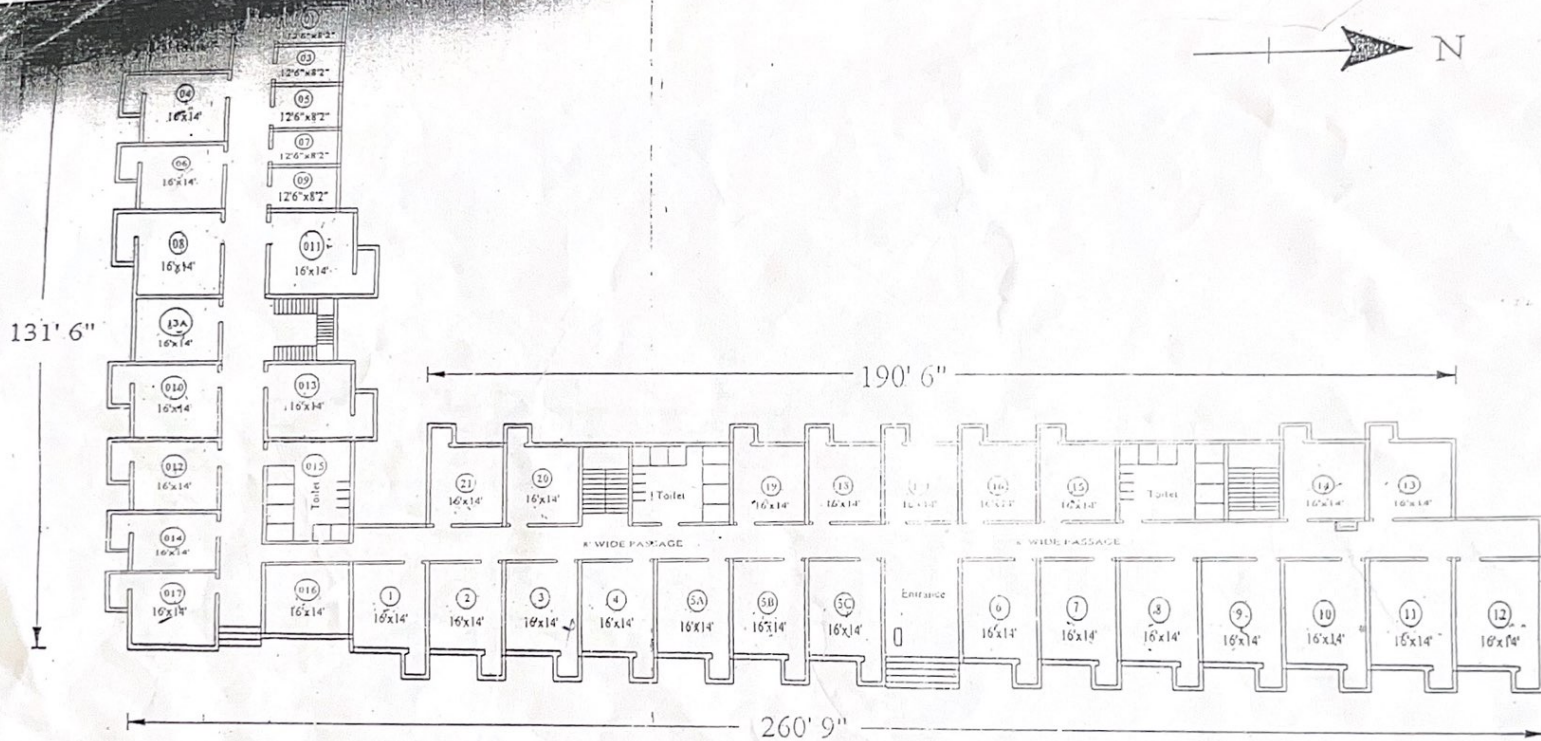 N
12'6"x8'2"
03
12'6"x8'2"
04
16'x14'
05
12'6"x8'2"
07
12'6"x8'2"
06
16'x14'
09
12'6"x8'2"
08
16'x14'
011
16'x14'
131' 6"
13A
16'x14'
010
16'x14'
013
16'x14'
190' 6"
012
16'x14'
015
Toilet
21
16'x14'
20
16'x14'
Toilet
19
16'x14'
18
16'x14'
16
16'x14'
15
16'x14'
Toilet
14
16'x14'
13
16'x14'
014
16'x14'
8' WIDE PASSAGE
WIDE PASSAGE
017
16'x14'
016
16'x14'
1
16'x14'
2
16'x14'
3
16'x14'
4
16'x14'
5A
16'x14'
5B
16'x14'
5C
16'x14'
Entrance
6
16'x14'
7
16'x14'
8
16'x14'
9
16'x14'
10
16'x14'
11
16'x14'
12
16'x14'
260' 9"